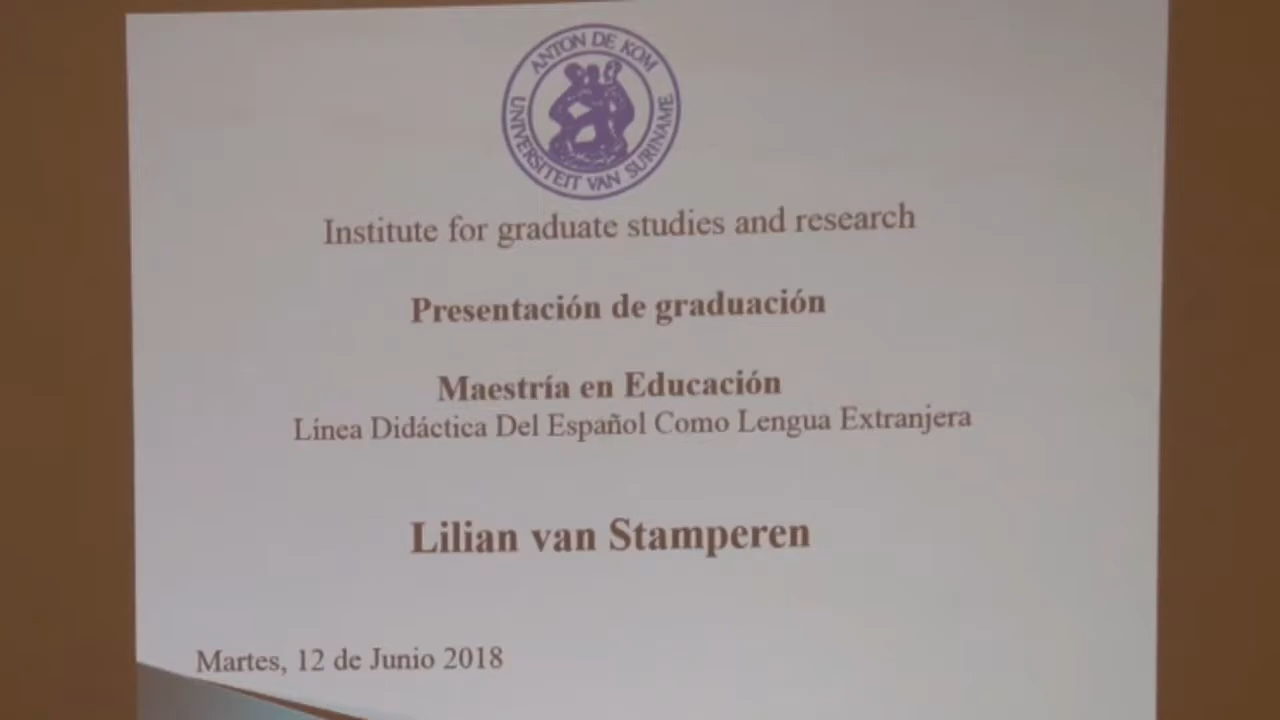 ANTON DE KOM
UNIVERSITEIT VAN SURINAME
Institute for graduate studies and research
Presentación de graduación
Maestría en Educación
Línea Didáctica Del Español Como Lengua Extranjera
Lilian van Stamperen
Martes, 12 de Junio 2018